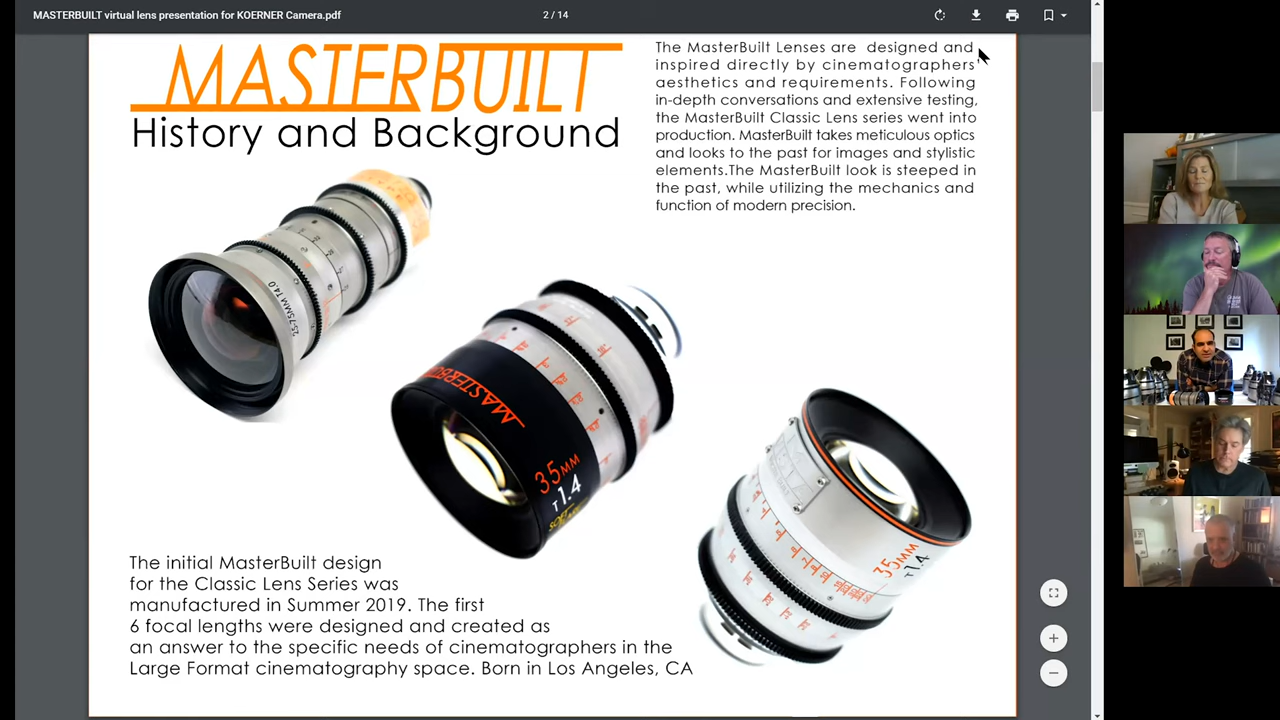 MASTERBUILT virtual lens presentation for KOERNER Camera.pdf
2 / 14
MASTERBUILT
History and Background
The MasterBuilt Lenses are designed and
inspired directly by cinematographers'
aesthetics and requirements. Following
in-depth conversations and extensive testing,
the MasterBuilt Classic Lens series went into
production. MasterBuilt takes meticulous optics
and looks to the past for images and stylistic
elements.The MasterBuilt look is steeped in
the past, while utilizing the mechanics and
function of modern precision.
25-75MM T4.0
MASTERBUILT
35MM
T1.4
SOFT
35MM
T1.4
The initial MasterBuilt design
for the Classic Lens Series was
manufactured in Summer 2019. The first
6 focal lengths were designed and created as
an answer to the specific needs of cinematographers in the
Large Format cinematography space. Born in Los Angeles, CA